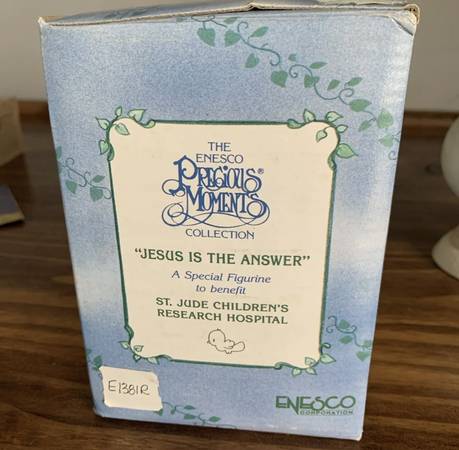 THE
ENESCO
PRECIOUS®
MOMENTS
COLLECTION
"JESUS IS THE ANSWER"
A Special Figurine
to benefit
ST. JUDE CHILDREN'S
RESEARCH HOSPITAL
E1381R
ENESCO
CORPORATION